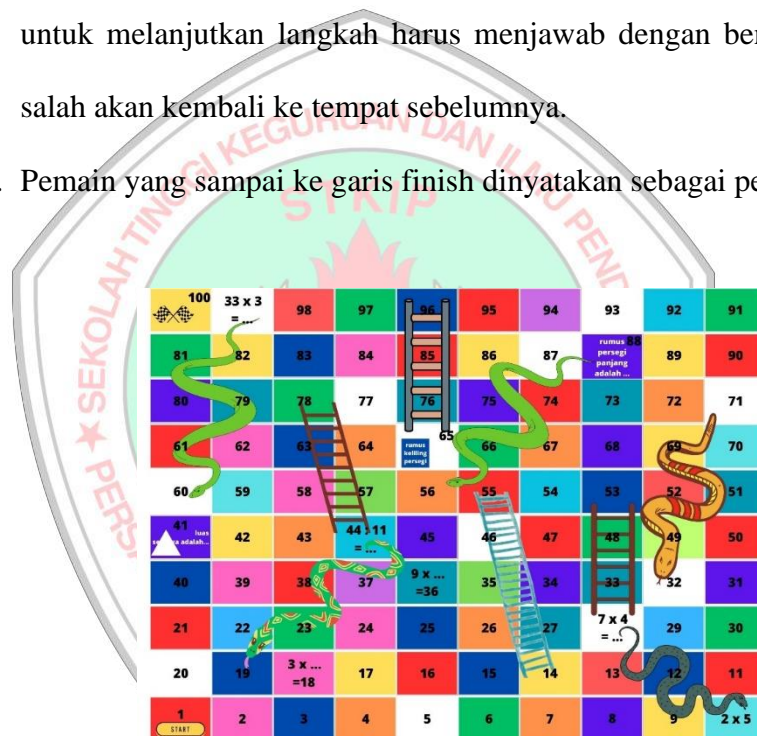 untuk melanjutkan langkah harus menjawab dengan
salah akan kembali ke tempat sebelumnya.
Pemain yang sampai ke garis finish dinyatakan sebagai
SEKOLAH TINGGI KEGURUAN DAN ILMU
STKIP
100 33 x 3 = ... 98 97 96 95 94 93 92 91
81 82 83 84 85 86 87 rumus persegi panjang adalah ... 88 89 90
80 79 78 77 76 75 74 73 72 71
61 62 63 64 rumus keliling persegi 65 66 67 68 69 70
60 59 58 57 56 55 54 53 52 51
41 luas adalah... 42 43 44 : 11 = ... 45 46 47 48 49 50
40 39 38 37 9 x ... =36 35 34 33 32 31
21 22 23 24 25 26 27 7 x 4 = ... 29 30
20 19 3 x ... =18 17 16 15 14 13 12 11
1 START 2 3 4 5 6 7 8 9 2 x 5